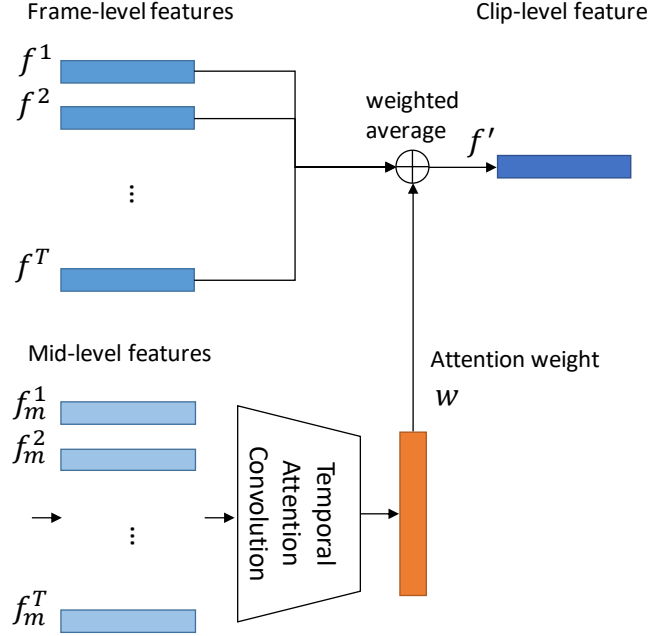 Frame-level features
Clip-level feature
f^1
f^2
⋮
f^T
weighted
average
f′
Mid-level features
Attention weight
w
f_m^1
f_m^2
⋮
f_m^T
Temporal
Attention
Convolution